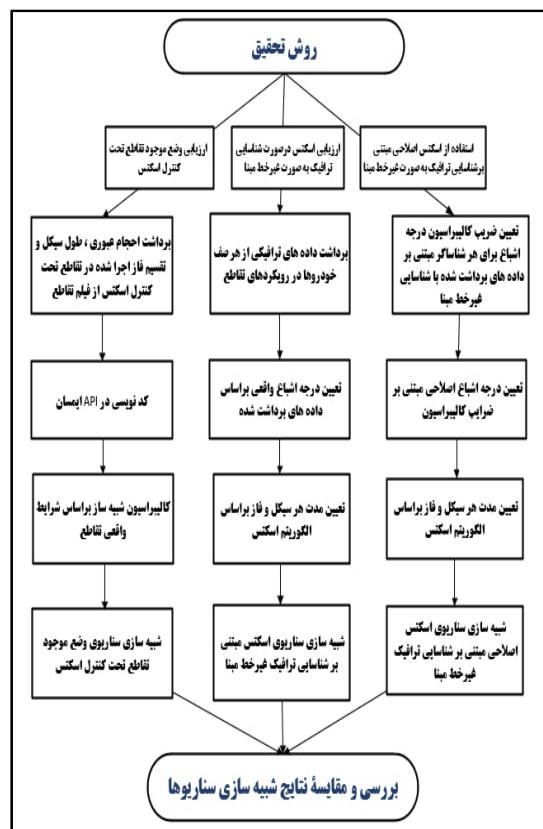 روش تحقیق
استفاده از اسکتس اصلاحی مبتنی
بر شناسایی ترافیک به صورت غیرخط مبنا
ارزیابی اسکتس درصورت شناسایی
ترافیک به صورت غیرخط مبنا
ارزیابی وضع موجود تقاطع تحت
کنترل اسکتس
تعیین ضریب کالیبراسیون درجه
اشباع برای هر شناساگر مبتنی بر
داده های برداشت شده با شناسایی
غیرخط مبنا
برداشت داده های ترافیکی از هر صف
خودروها در رویکردهای تقاطع
برداشت احجام عبوری ، طول سیکل و
تقسیم فاز اجرا شده در تقاطع تحت
کنترل اسکتس از فیلم تقاطع
تعیین درجه اشباع اصلاحی مبتنی بر
ضرایب کالیبراسیون
تعیین درجه اشباع واقعی براساس
داده های برداشت شده
کد نویسی در API ایمسان
تعیین مدت هر سیکل و فاز براساس
الگوریتم اسکتس
تعیین مدت هر سیکل و فاز براساس
الگوریتم اسکتس
کالیبراسیون شبیه ساز براساس شرایط
واقعی تقاطع
شبیه سازی سناریوی اسکتس
اصلاحی مبتنی بر شناسایی ترافیک
غیرخط مبنا
شبیه سازی سناریوی اسکتس مبتنی
بر شناسایی ترافیک غیرخط مبنا
شبیه سازی سناریوی وضع موجود
تقاطع تحت کنترل اسکتس
بررسی و مقایسهٔ نتایج شبیه سازی سناریوها